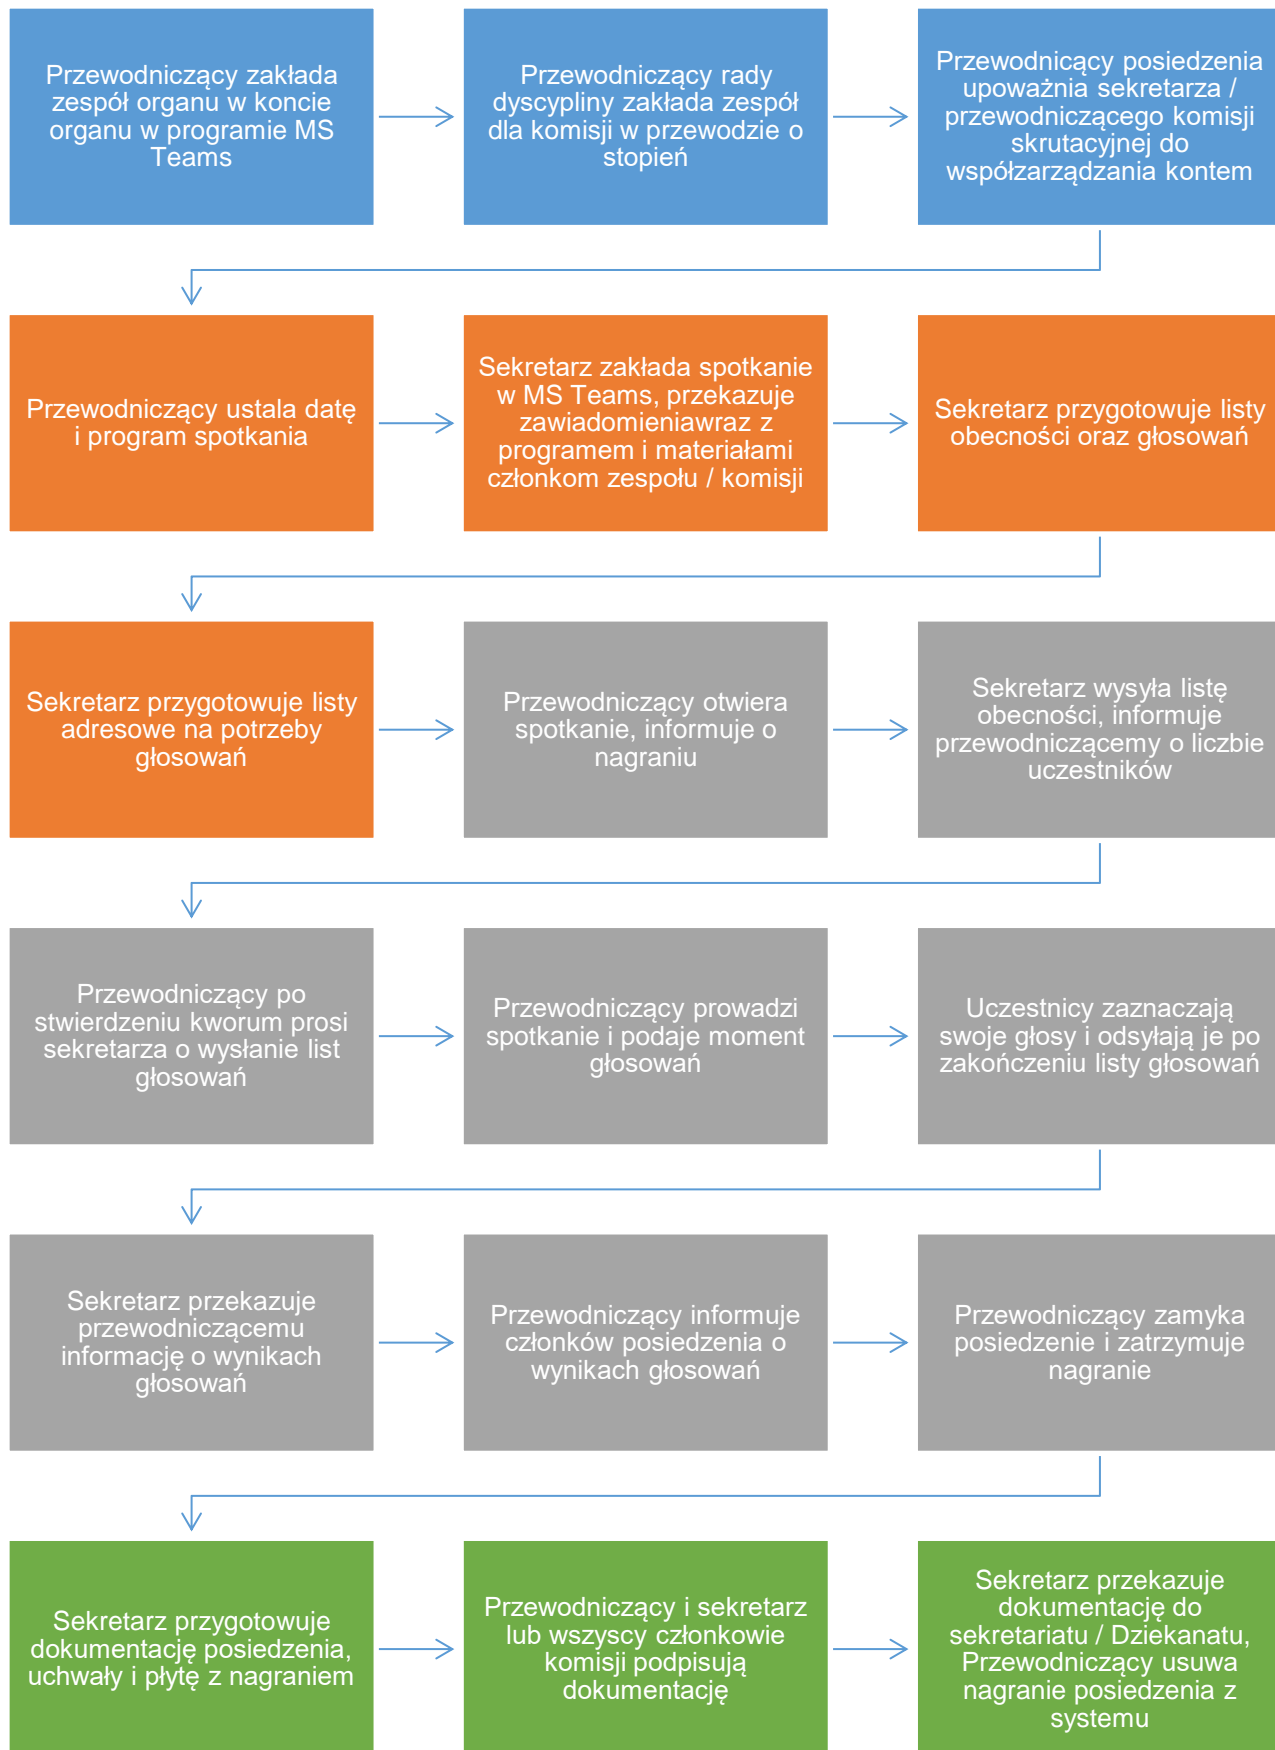 Przewodniczący zakłada
zespół organu w koncie
organu w programie MS
Teams
Przewodniczący rady
dyscypliny zakłada zespół
dla komisji w przewodzie o
stopień
Przewodnicący posiedzenia
upoważnia sekretarza /
przewodniczącego komisji
skrutacyjnej do
współzarządzania kontem
Przewodniczący ustala datę
i program spotkania
Sekretarz zakłada spotkanie
w MS Teams, przekazuje
zawiadomieniawraz z
programem i materiałami
członkom zespołu / komisji
Sekretarz przygotowuje listy
obecności oraz głosowań
Sekretarz przygotowuje listy
adresowe na potrzeby
głosowań
Przewodniczący otwiera
spotkanie, informuje o
nagraniu
Sekretarz wysyła listę
obecności, informuje
przewodniczącemy o liczbie
uczestników
Przewodniczący po
stwierdzeniu kworum prosi
sekretarza o wysłanie list
głosowań
Przewodniczący prowadzi
spotkanie i podaje moment
głosowań
Uczestnicy zaznaczają
swoje głosy i odsyłają je po
zakończeniu listy głosowań
Sekretarz przekazuje
przewodniczącemu
informację o wynikach
głosowań
Przewodniczący informuje
członków posiedzenia o
wynikach głosowań
Przewodniczący zamyka
posiedzenie i zatrzymuje
nagranie
Sekretarz przygotowuje
dokumentację posiedzenia,
uchwały i płytę z nagraniem
Przewodniczący i sekretarz
lub wszyscy członkowie
komisji podpisują
dokumentację
Sekretarz przekazuje
dokumentację do
sekretariatu / Dziekanatu,
Przewodniczący usuwa
nagranie posiedzenia z
systemu